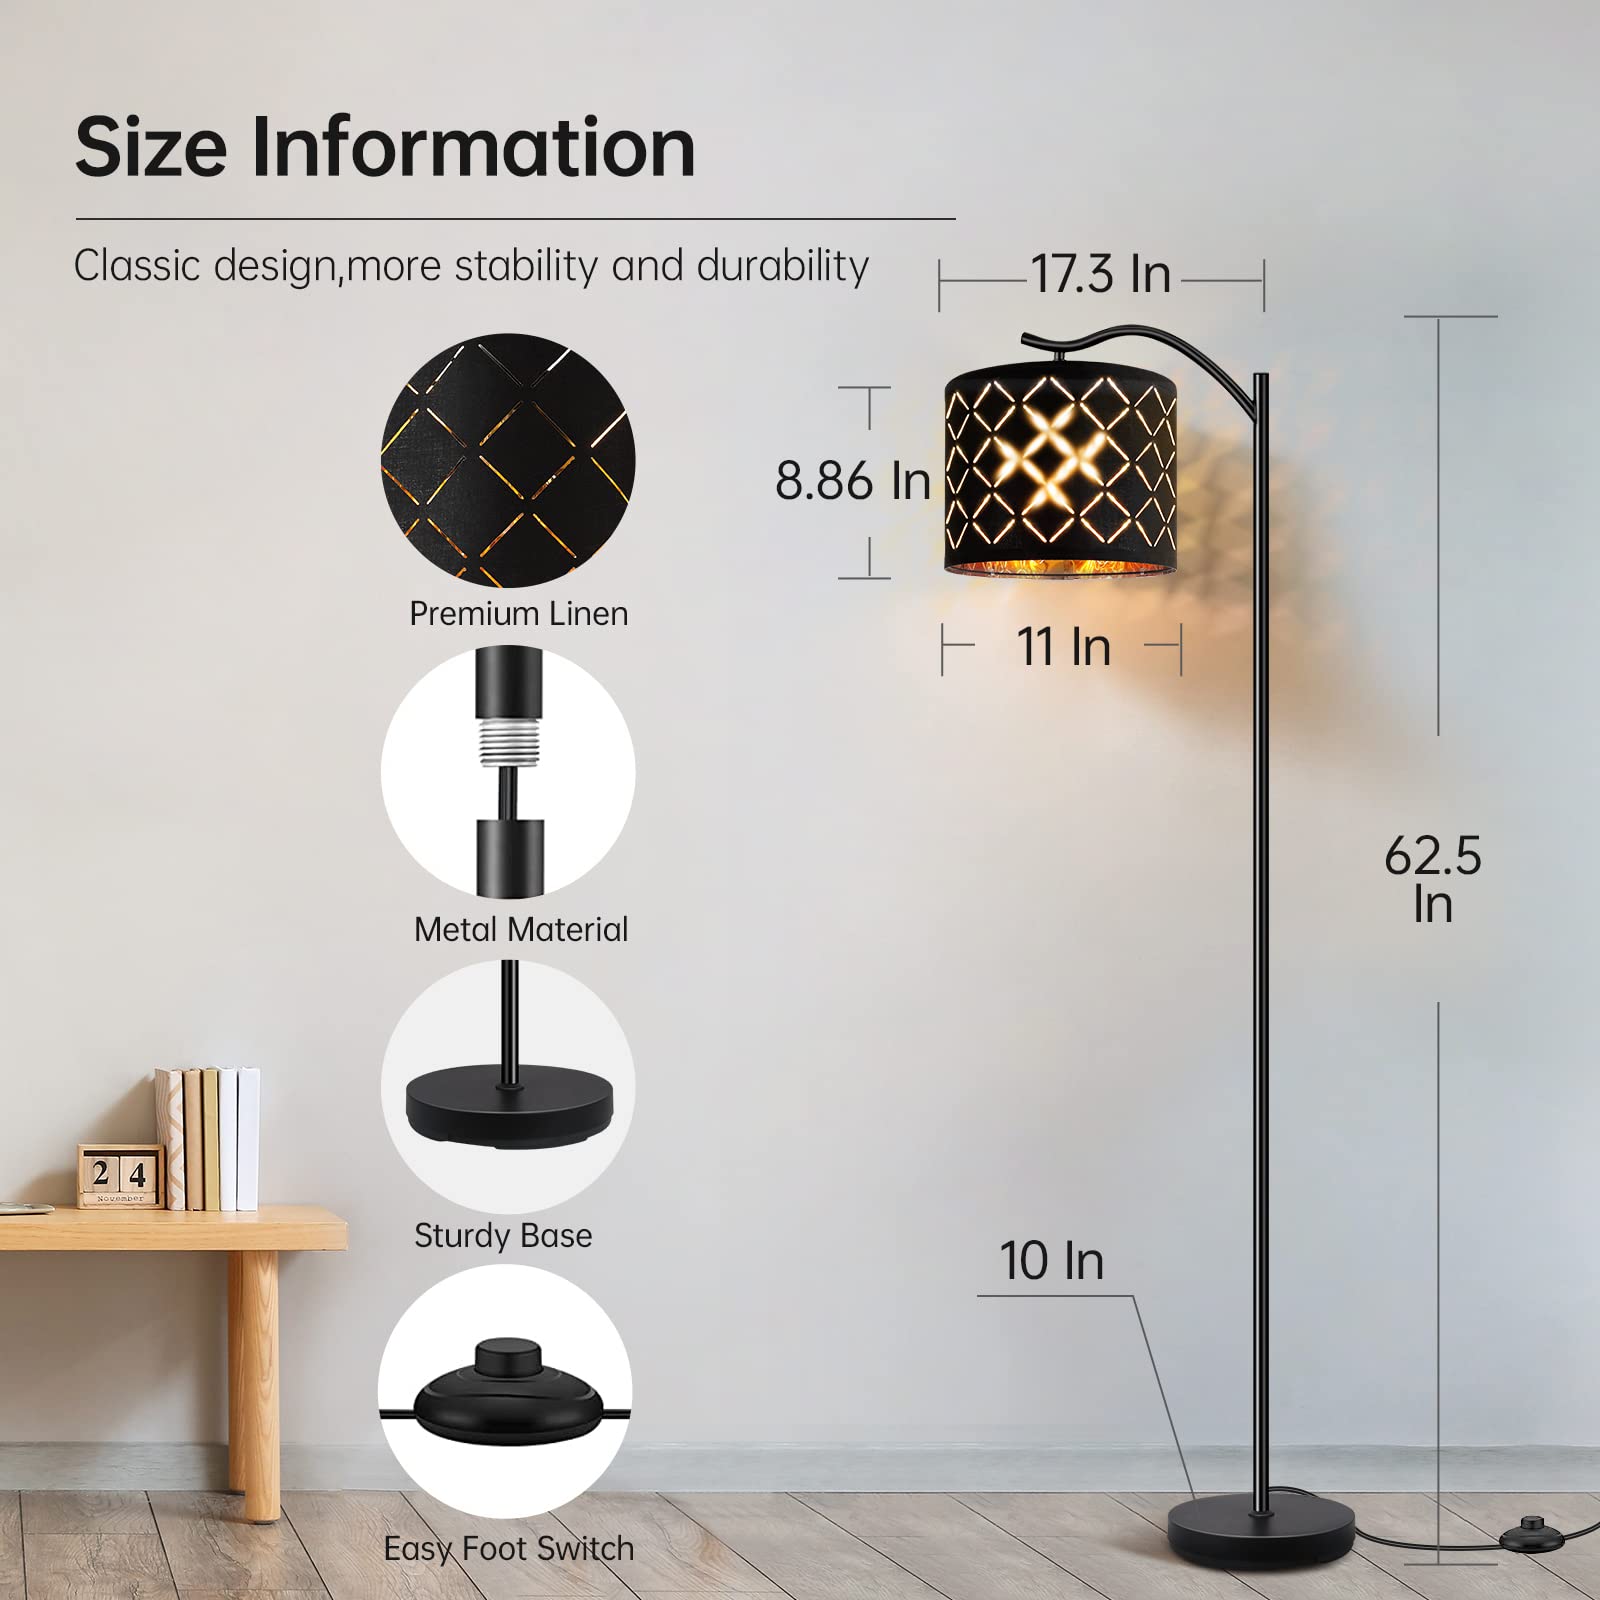 Size Information
Classic design,more stability and durability
17.3 In
8.86 In
11 In
62.5
In
10 In
Premium Linen
Metal Material
Sturdy Base
Easy Foot Switch
2 4
November